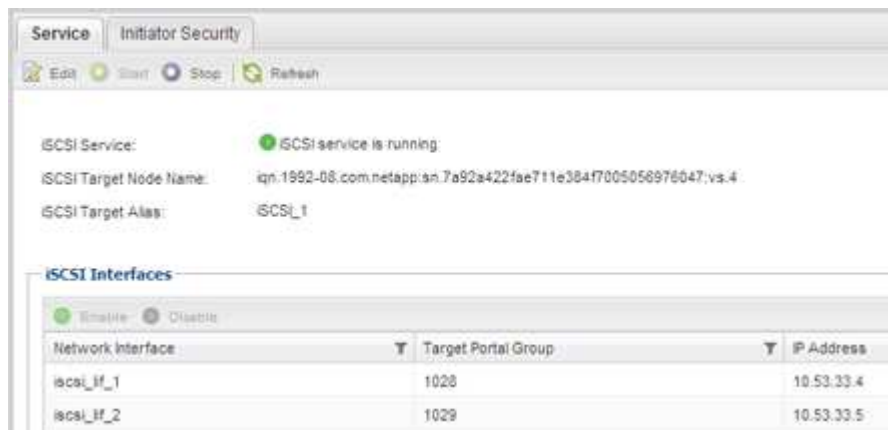 Service Initiator Security
Edit Start Stop Refresh
iSCSI Service: iSCSI service is running
iSCSI Target Node Name: iqn.1992-08.com.netapp:sn.7a92a422fae711e384f7005056976047:vs.4
iSCSI Target Alias: iSCSI_1
iSCSI Interfaces
Enable Disable
Network Interface Target Portal Group IP Address
iscsi_lif_1 1028 10.53.33.4
iscsi_lif_2 1029 10.53.33.5